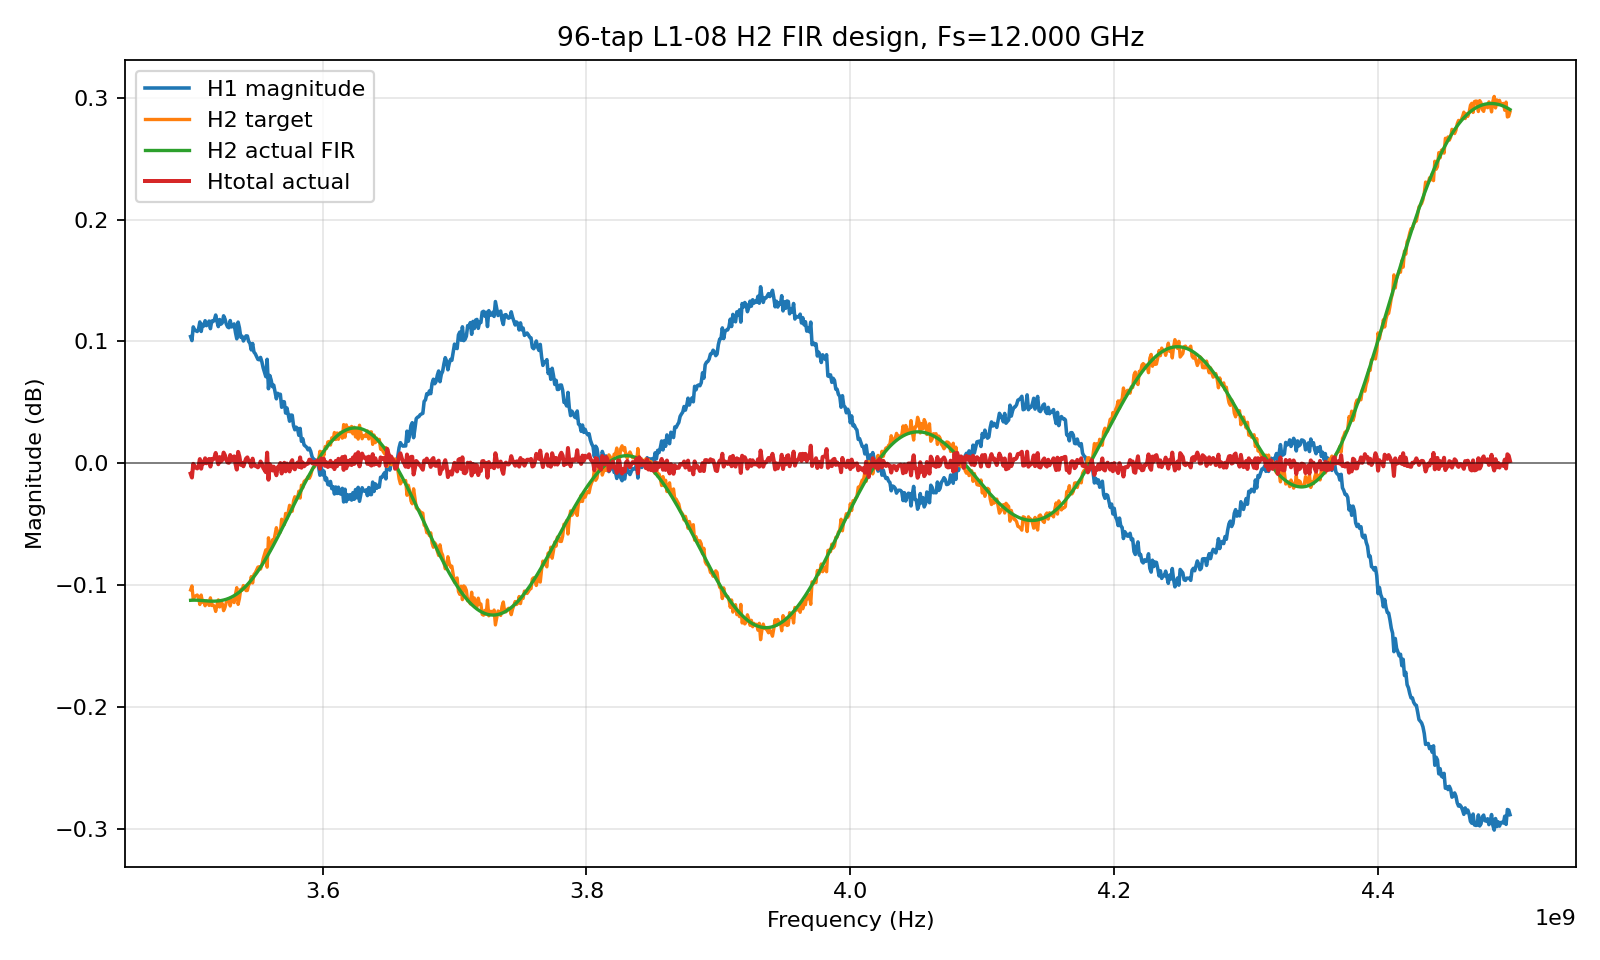 96-tap L1-08 H2 FIR design, Fs=12.000 GHz
H1 magnitude
H2 target
H2 actual FIR
Htotal actual
Magnitude (dB)
0.3
0.2
0.1
0.0
−0.1
−0.2
−0.3
3.6
3.8
4.0
4.2
4.4
Frequency (Hz)
1e9